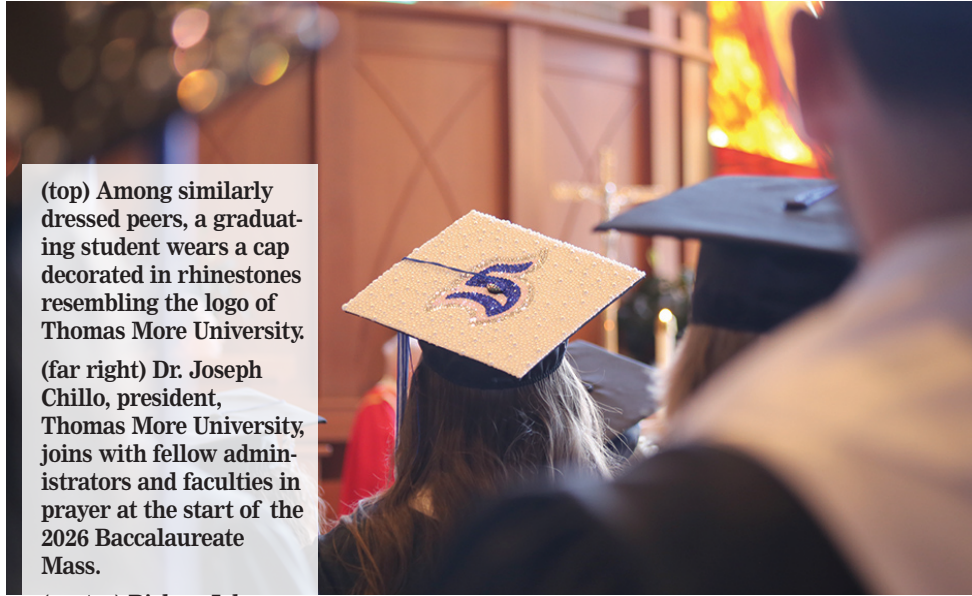 (top) Among similarly
dressed peers, a graduat-
ing student wears a cap
decorated in rhinestones
resembling the logo of
Thomas More University.
(far right) Dr. Joseph
Chillo, president,
Thomas More University,
joins with fellow admin-
istrators and faculties in
prayer at the start of the
2026 Baccalaureate
Mass.